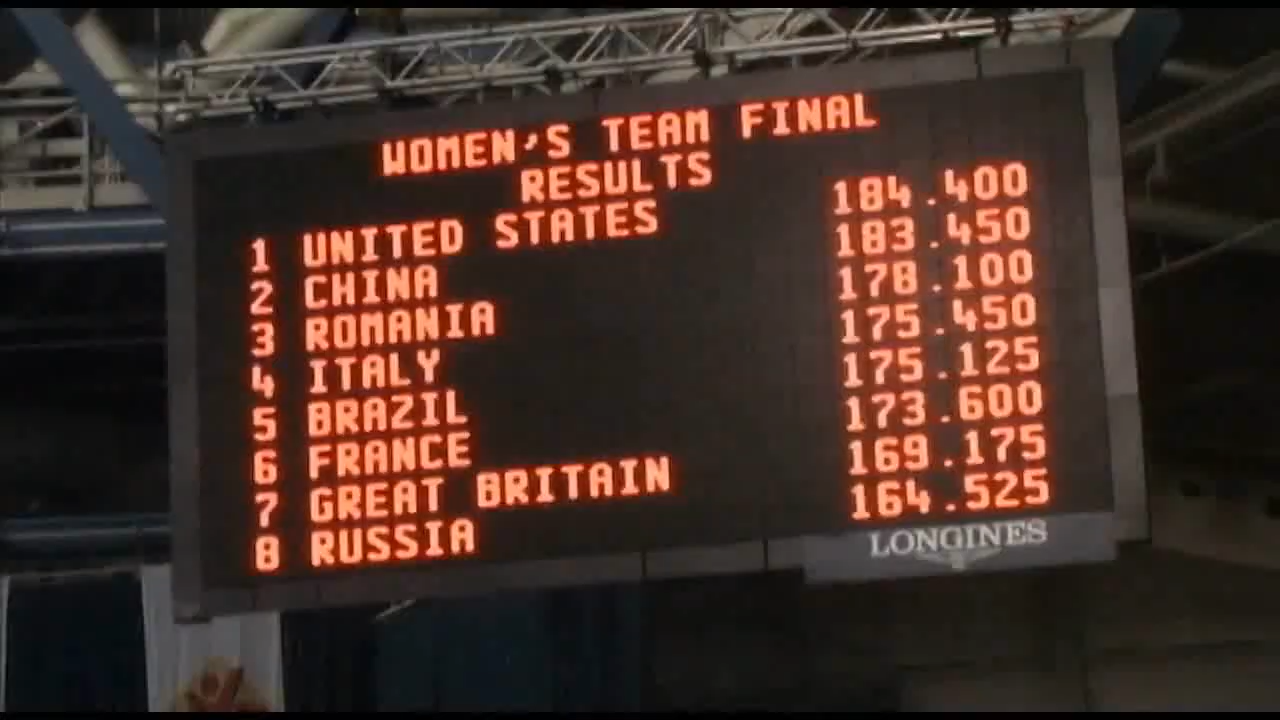 WOMEN'S TEAM FINAL
RESULTS
1 UNITED STATES 184.400
2 CHINA 183.450
3 ROMANIA 178.100
4 ITALY 175.450
5 BRAZIL 175.125
6 FRANCE 173.600
7 GREAT BRITAIN 169.175
8 RUSSIA 164.525
LONGINES